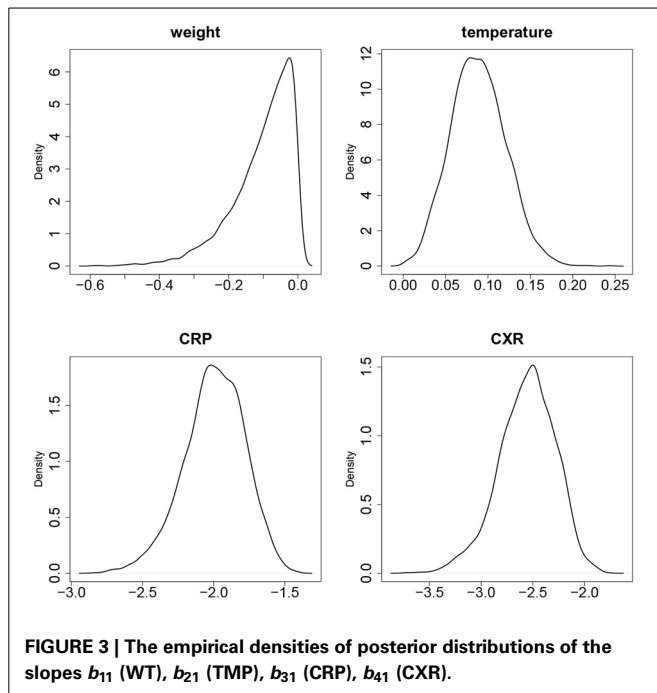 weight
Density
0 1 2 3 4 5 6
−0.6 −0.4 −0.2 0.0
temperature
Density
0 2 4 6 8 10 12
0.00 0.05 0.10 0.15 0.20 0.25
CRP
Density
0.0 0.5 1.0 1.5
−3.0 −2.5 −2.0 −1.5
CXR
Density
0.0 0.5 1.0 1.5
−3.5 −3.0 −2.5 −2.0
FIGURE 3 | The empirical densities of posterior distributions of the
slopes b11 (WT), b21 (TMP), b31 (CRP), b41 (CXR).